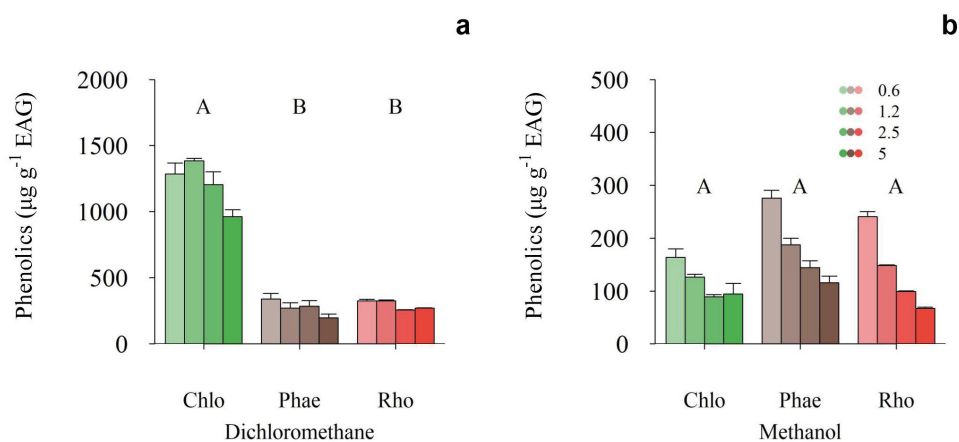 a
Phenolics (µg g⁻¹ EAG)
2000
1500
1000
500
0
A
B
B
Chlo
Phae
Rho
Dichloromethane
b
Phenolics (µg g⁻¹ EAG)
500
400
300
200
100
0
0.6
1.2
2.5
5
A
A
A
Chlo
Phae
Rho
Methanol